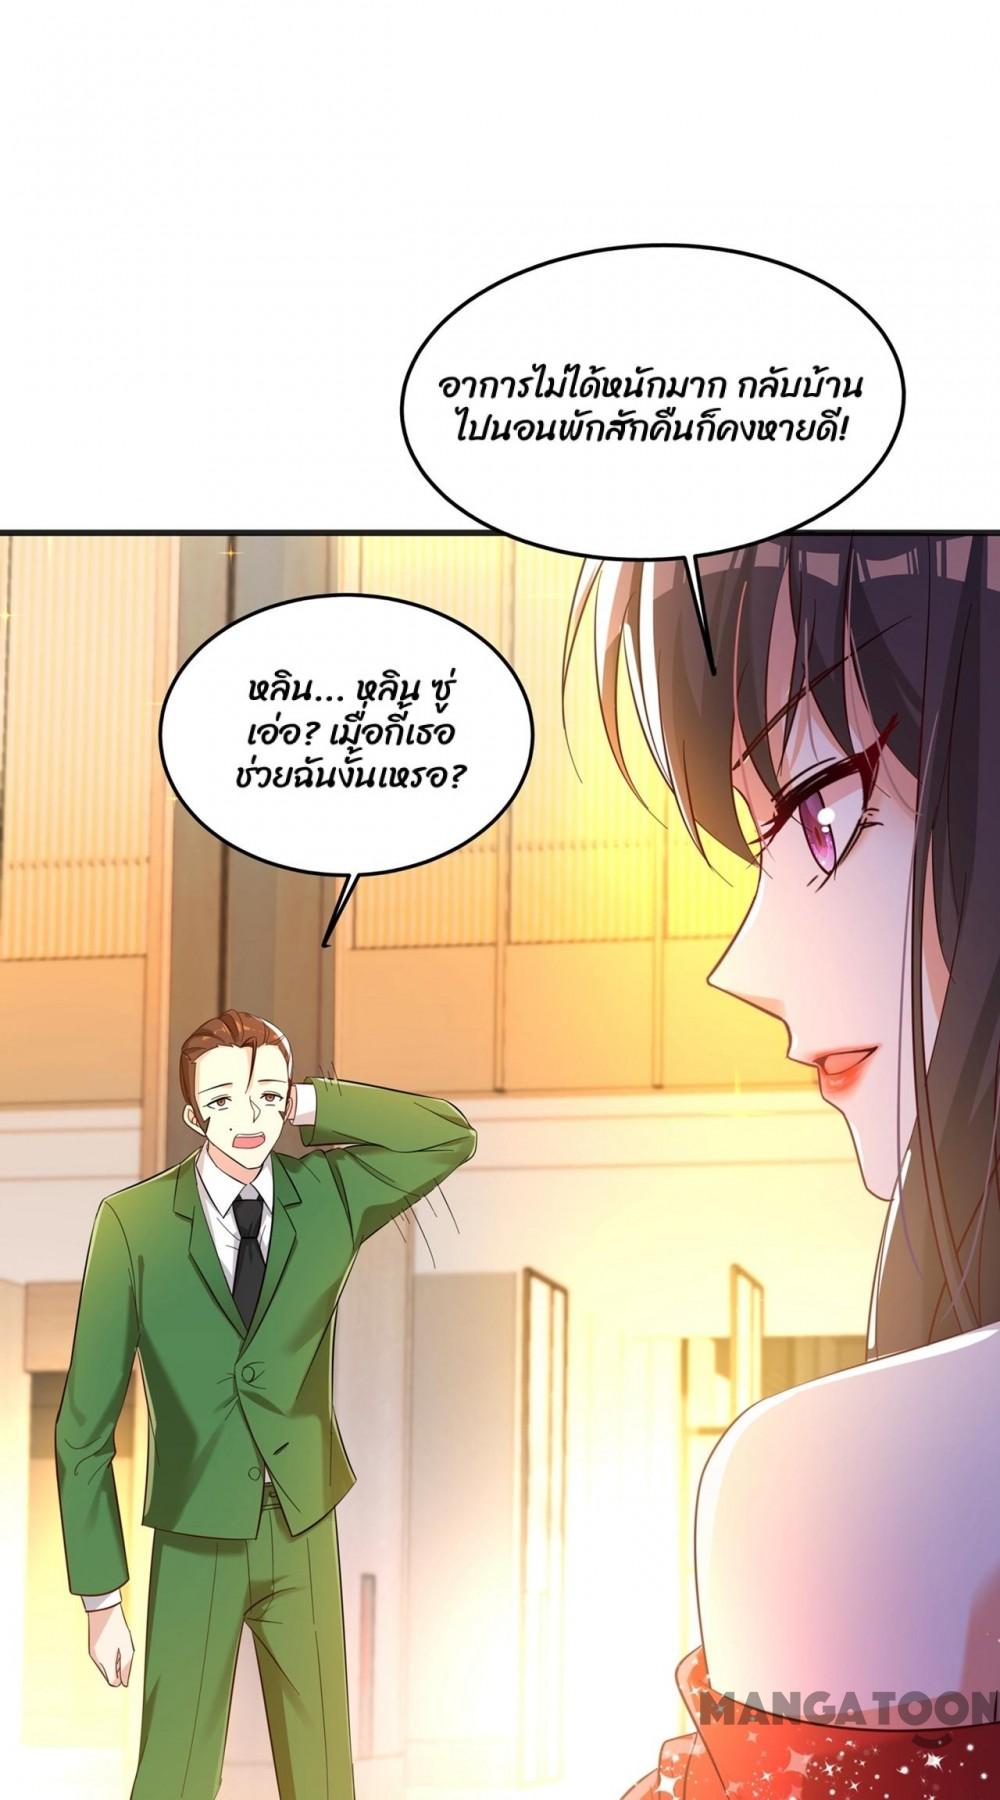 อาการไม่ได้หนักมาก กลับบ้าน
ไปนอนพักสักคืนก็คงหายดี!
หลิน... หลิน ซู่
เอ่อ? เมื่อกี้เธอ
ช่วยฉันงั้นเหรอ?
MANGATOON